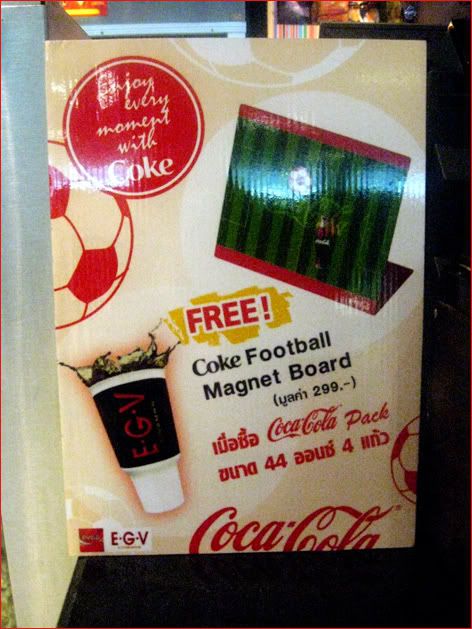 Enjoy
every
moment
with
Coke
FREE!
Coke Football
Magnet Board
(มูลค่า 299.-)
เมื่อซื้อ Coca-Cola Pack
ขนาด 44 ออนซ์ 4 แก้ว
E·G·V
E·G·V
Coca-Cola